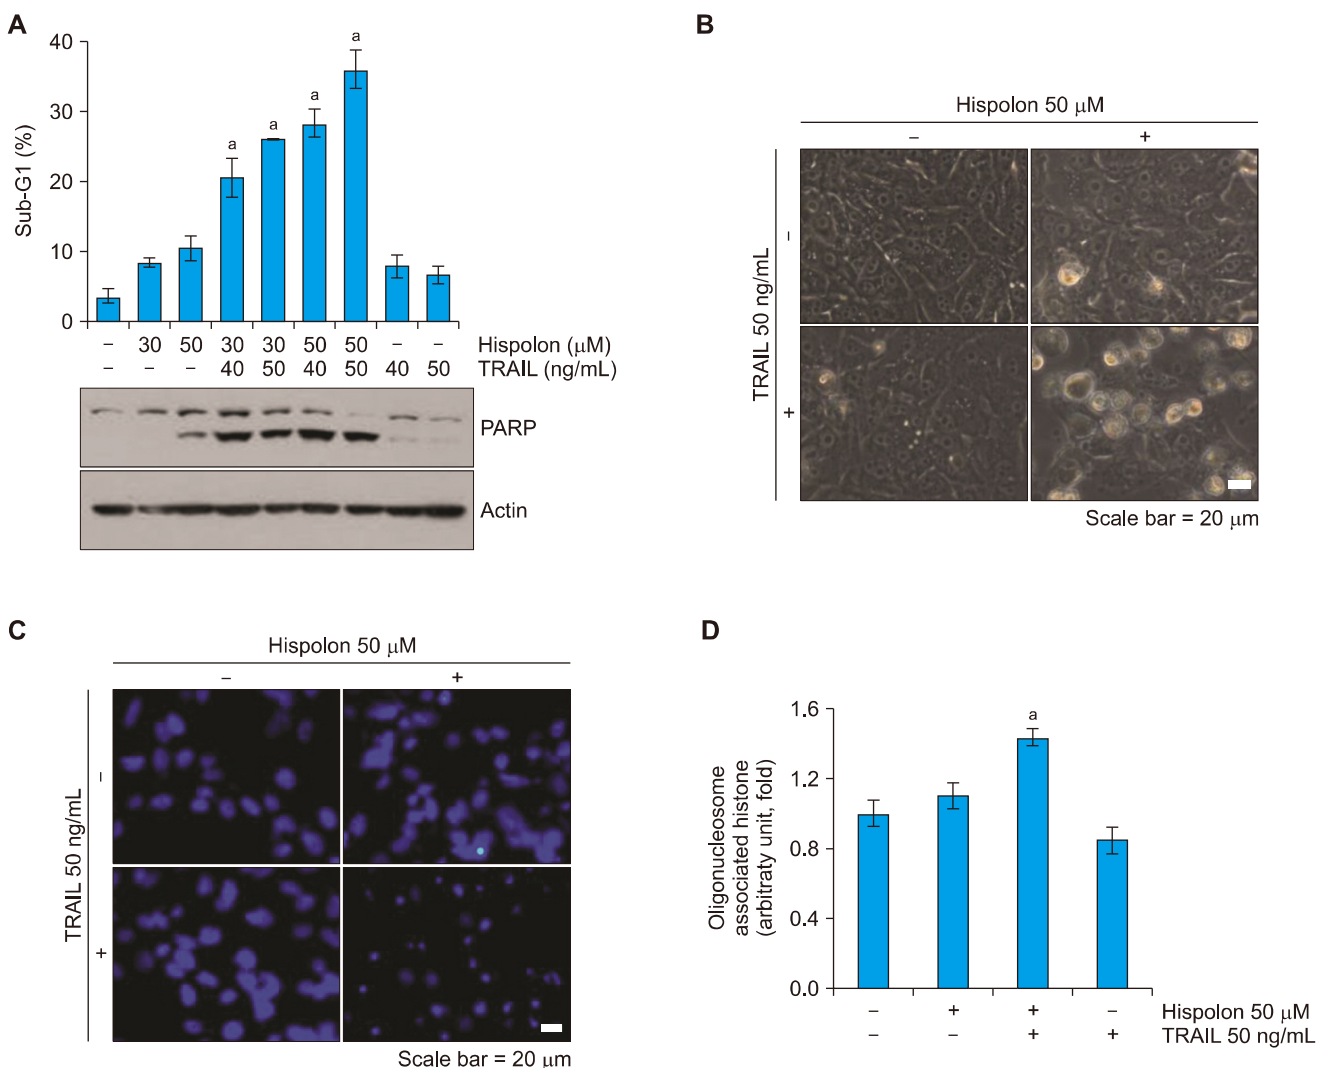 A
40
30
20
10
0
Sub-G1 (%)
a
a
a
a
– 30 50 30 30 50 50 – – Hispolon (μM)
– – – 40 50 40 50 40 50 TRAIL (ng/mL)
PARP
Actin
B
Hispolon 50 μM
– +
TRAIL 50 ng/mL
–
+
Scale bar = 20 μm
C
Hispolon 50 μM
– +
TRAIL 50 ng/mL
–
+
Scale bar = 20 μm
D
1.6
1.2
0.8
0.4
0.0
Oligonucleosome
associated histone
(arbitraty unit, fold)
a
– + + – Hispolon 50 μM
– – + + TRAIL 50 ng/mL